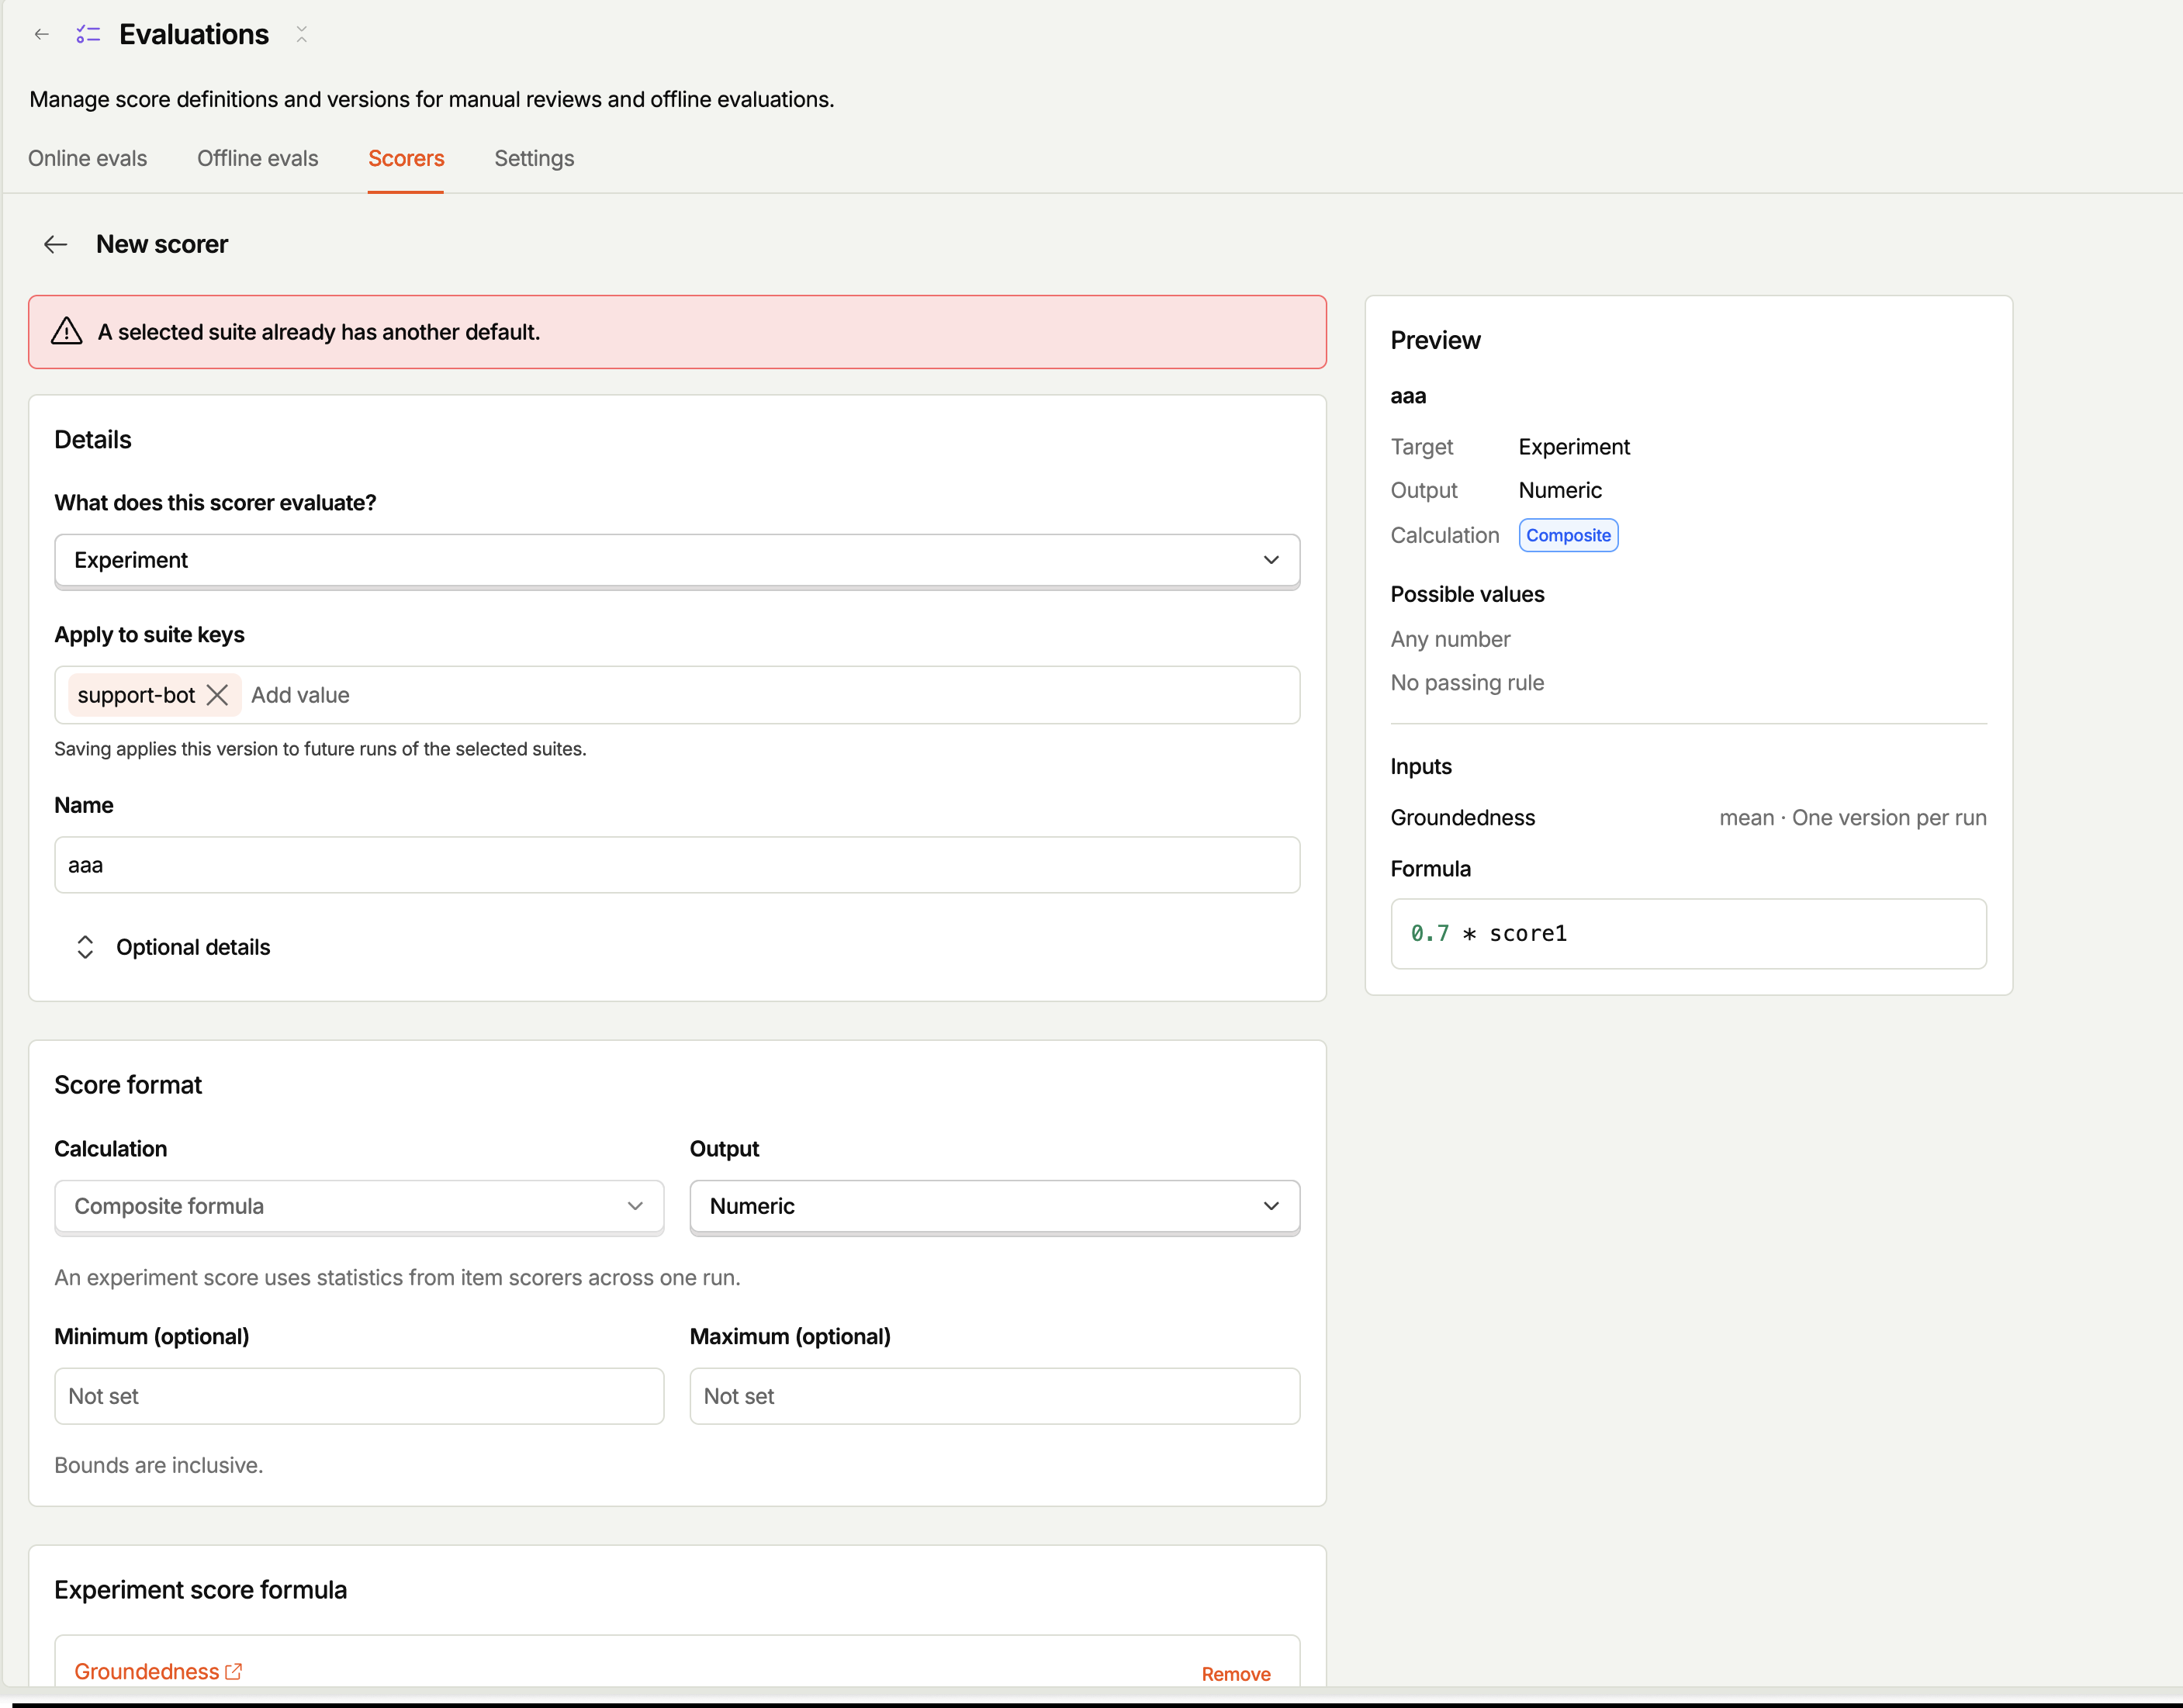 Evaluations
Manage score definitions and versions for manual reviews and offline evaluations.
Online evals
Offline evals
Scorers
Settings
New scorer
A selected suite already has another default.
Details
What does this scorer evaluate?
Experiment
Apply to suite keys
support-bot
Add value
Saving applies this version to future runs of the selected suites.
Name
aaa
Optional details
Score format
Calculation
Output
Composite formula
Numeric
An experiment score uses statistics from item scorers across one run.
Minimum (optional)
Maximum (optional)
Not set
Not set
Bounds are inclusive.
Experiment score formula
Groundedness
Remove
Preview
aaa
Target
Experiment
Output
Numeric
Calculation
Composite
Possible values
Any number
No passing rule
Inputs
Groundedness
mean · One version per run
Formula
0.7 * score1